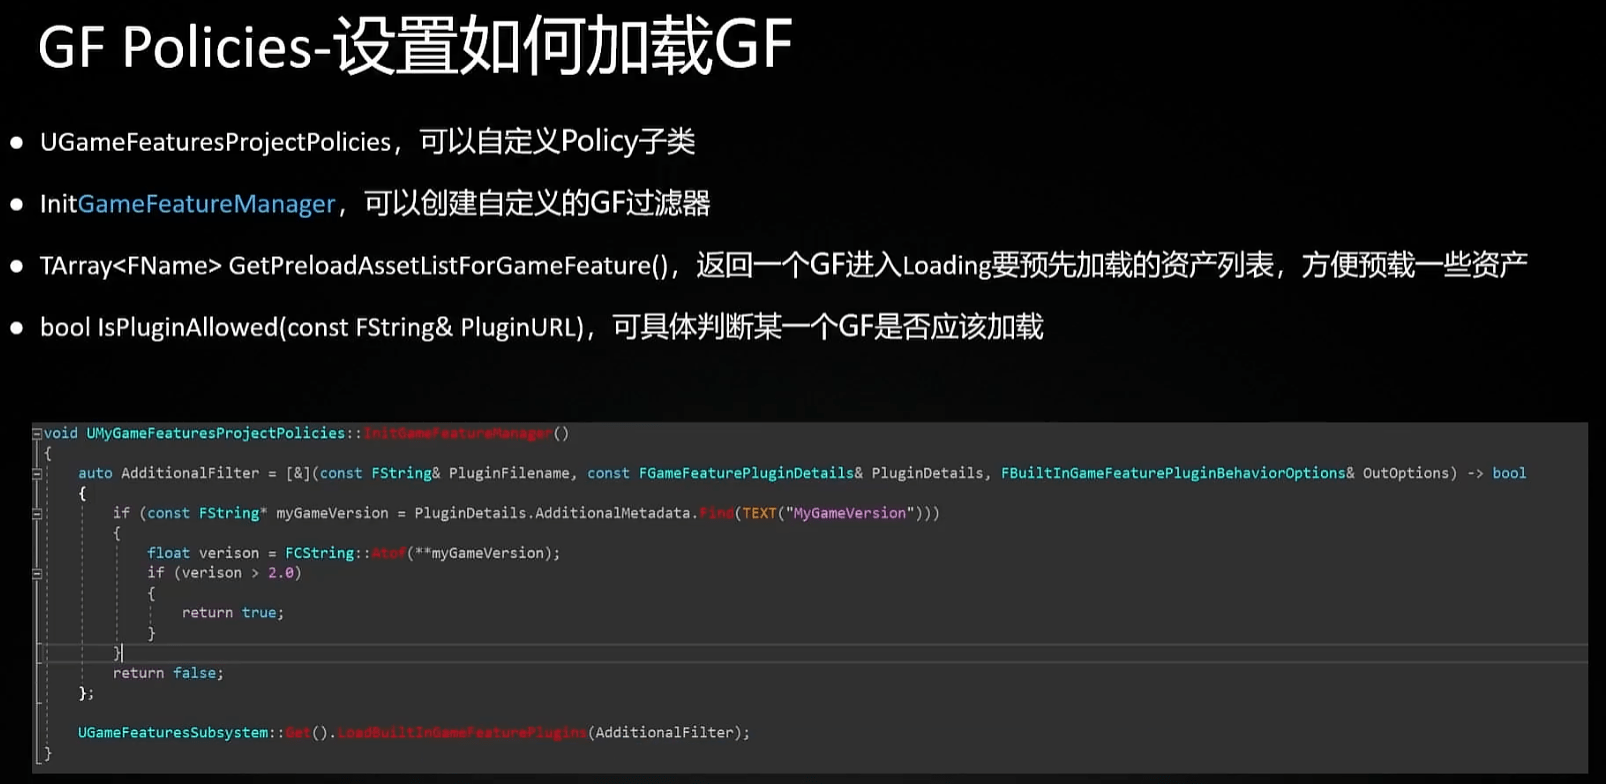 GF Policies-设置如何加载GF
● UGameFeaturesProjectPolicies，可以自定义Policy子类
● InitGameFeatureManager，可以创建自定义的GF过滤器
● TArray<FName> GetPreloadAssetListForGameFeature()，返回一个GF进入Loading要预先加载的资产列表，方便预载一些资产
● bool IsPluginAllowed(const FString& PluginURL)，可具体判断某一个GF是否应该加载
void UMyGameFeaturesProjectPolicies::InitGameFeatureManager()
{
auto AdditionalFilter = [&](const FString& PluginFilename, const FGameFeaturePluginDetails& PluginDetails, FBuiltInGameFeaturePluginBehaviorOptions& OutOptions) -> bool
{
if (const FString* myGameVersion = PluginDetails.AdditionalMetadata.Find(TEXT("MyGameVersion")))
{
float verison = FCString::Atof(**myGameVersion);
if (verison > 2.0)
{
return true;
}
}
return false;
};
UGameFeaturesSubsystem::Get().LoadBuiltInGameFeaturePlugins(AdditionalFilter);
}